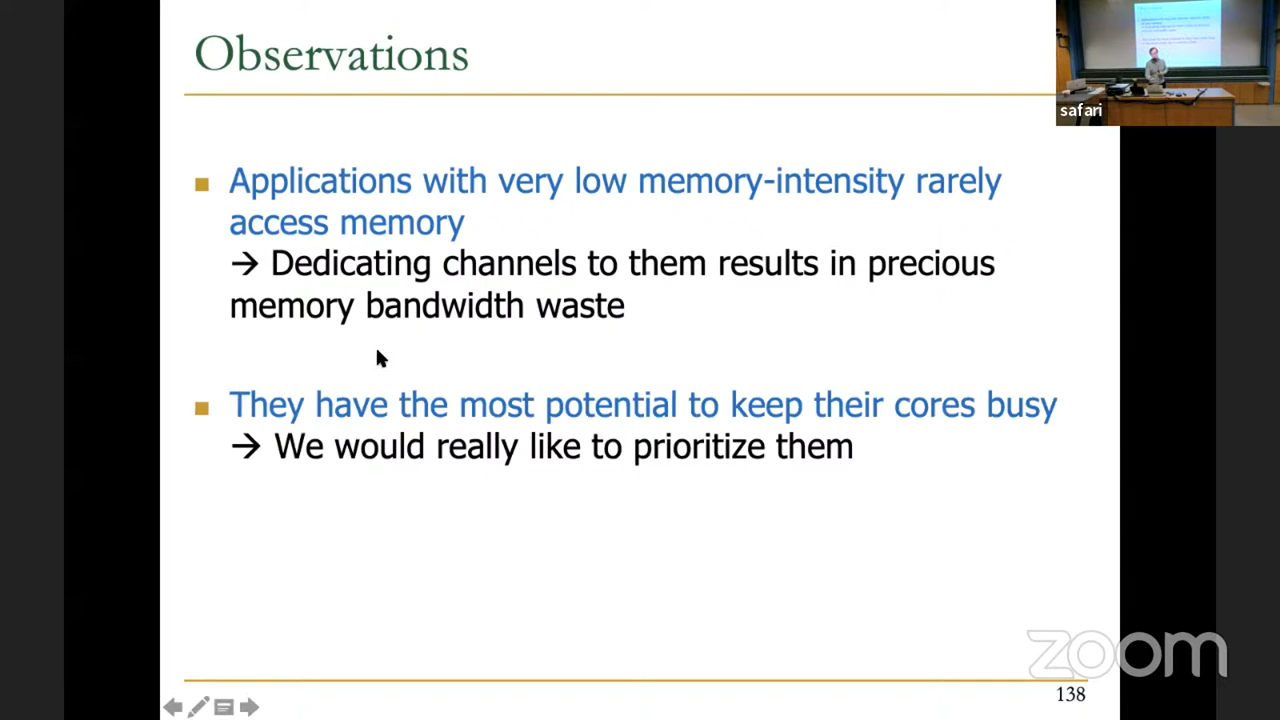 Observations
safari
Applications with very low memory-intensity rarely
access memory
→ Dedicating channels to them results in precious
memory bandwidth waste
They have the most potential to keep their cores busy
→ We would really like to prioritize them
zoom
138